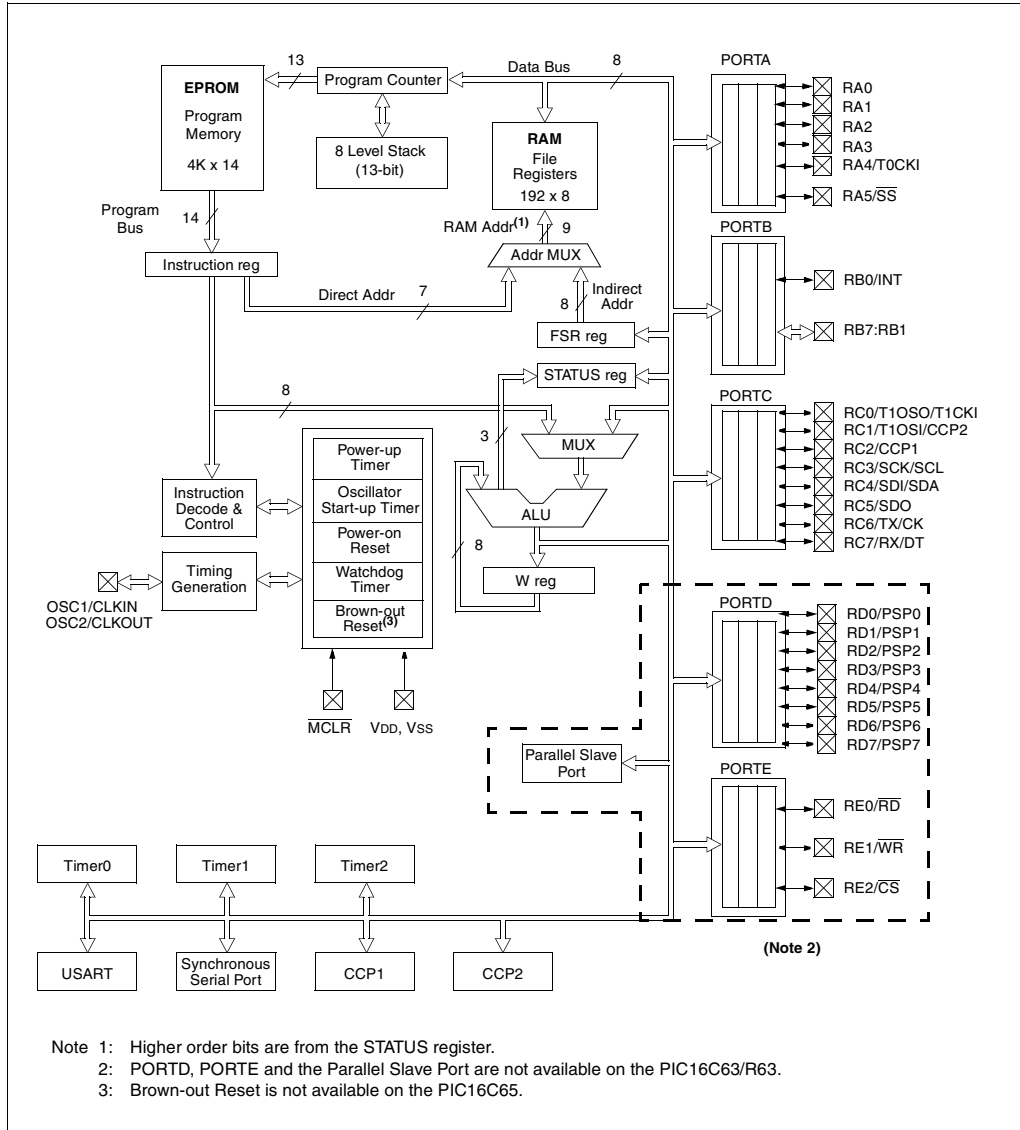 EPROM
Program
Memory
4K x 14
13
Program Counter
8 Level Stack
(13-bit)
Data Bus
8
RAM
File
Registers
192 x 8
Program
Bus
14
RAM Addr(1)
9
Addr MUX
Instruction reg
Direct Addr
7
8
Indirect
Addr
FSR reg
STATUS reg
8
3
MUX
ALU
8
W reg
Power-up
Timer
Oscillator
Start-up Timer
Power-on
Reset
Watchdog
Timer
Brown-out
Reset(3)
Instruction
Decode &
Control
Timing
Generation
OSC1/CLKIN
OSC2/CLKOUT
MCLR
VDD, VSS
PORTA
RA0
RA1
RA2
RA3
RA4/T0CKI
RA5/SS
PORTB
RB0/INT
RB7:RB1
PORTC
RC0/T1OSO/T1CKI
RC1/T1OSI/CCP2
RC2/CCP1
RC3/SCK/SCL
RC4/SDI/SDA
RC5/SDO
RC6/TX/CK
RC7/RX/DT
PORTD
RD0/PSP0
RD1/PSP1
RD2/PSP2
RD3/PSP3
RD4/PSP4
RD5/PSP5
RD6/PSP6
RD7/PSP7
Parallel Slave
Port
PORTE
RE0/RD
RE1/WR
RE2/CS
(Note 2)
Timer0
Timer1
Timer2
USART
Synchronous
Serial Port
CCP1
CCP2
Note 1: Higher order bits are from the STATUS register.
2: PORTD, PORTE and the Parallel Slave Port are not available on the PIC16C63/R63.
3: Brown-out Reset is not available on the PIC16C65.